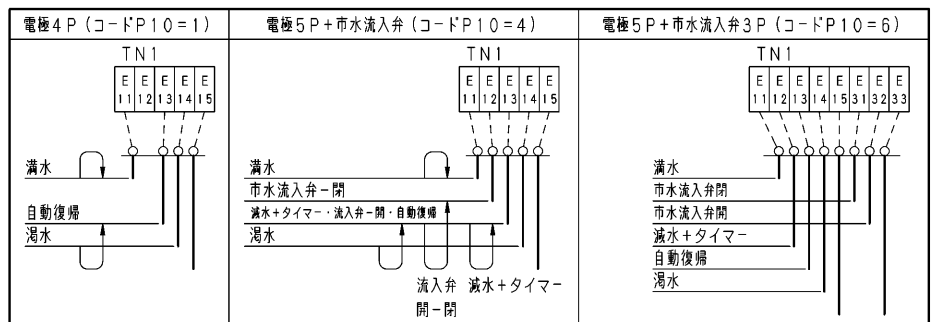 電極4P(コードP10=1)
TN1
E11 E12 E13 E14 E15
満水
自動復帰
渇水
電極5P+市水流入弁(コードP10=4)
TN1
E11 E12 E13 E14 E15
満水
市水流入弁-閉
減水+タイマー・流入弁-開・自動復帰
渇水
流入弁 減水+タイマー
開-閉
電極5P+市水流入弁3P(コードP10=6)
TN1
E11 E12 E13 E14 E15 E31 E32 E33
満水
市水流入弁閉
市水流入弁開
減水+タイマー
自動復帰
渇水